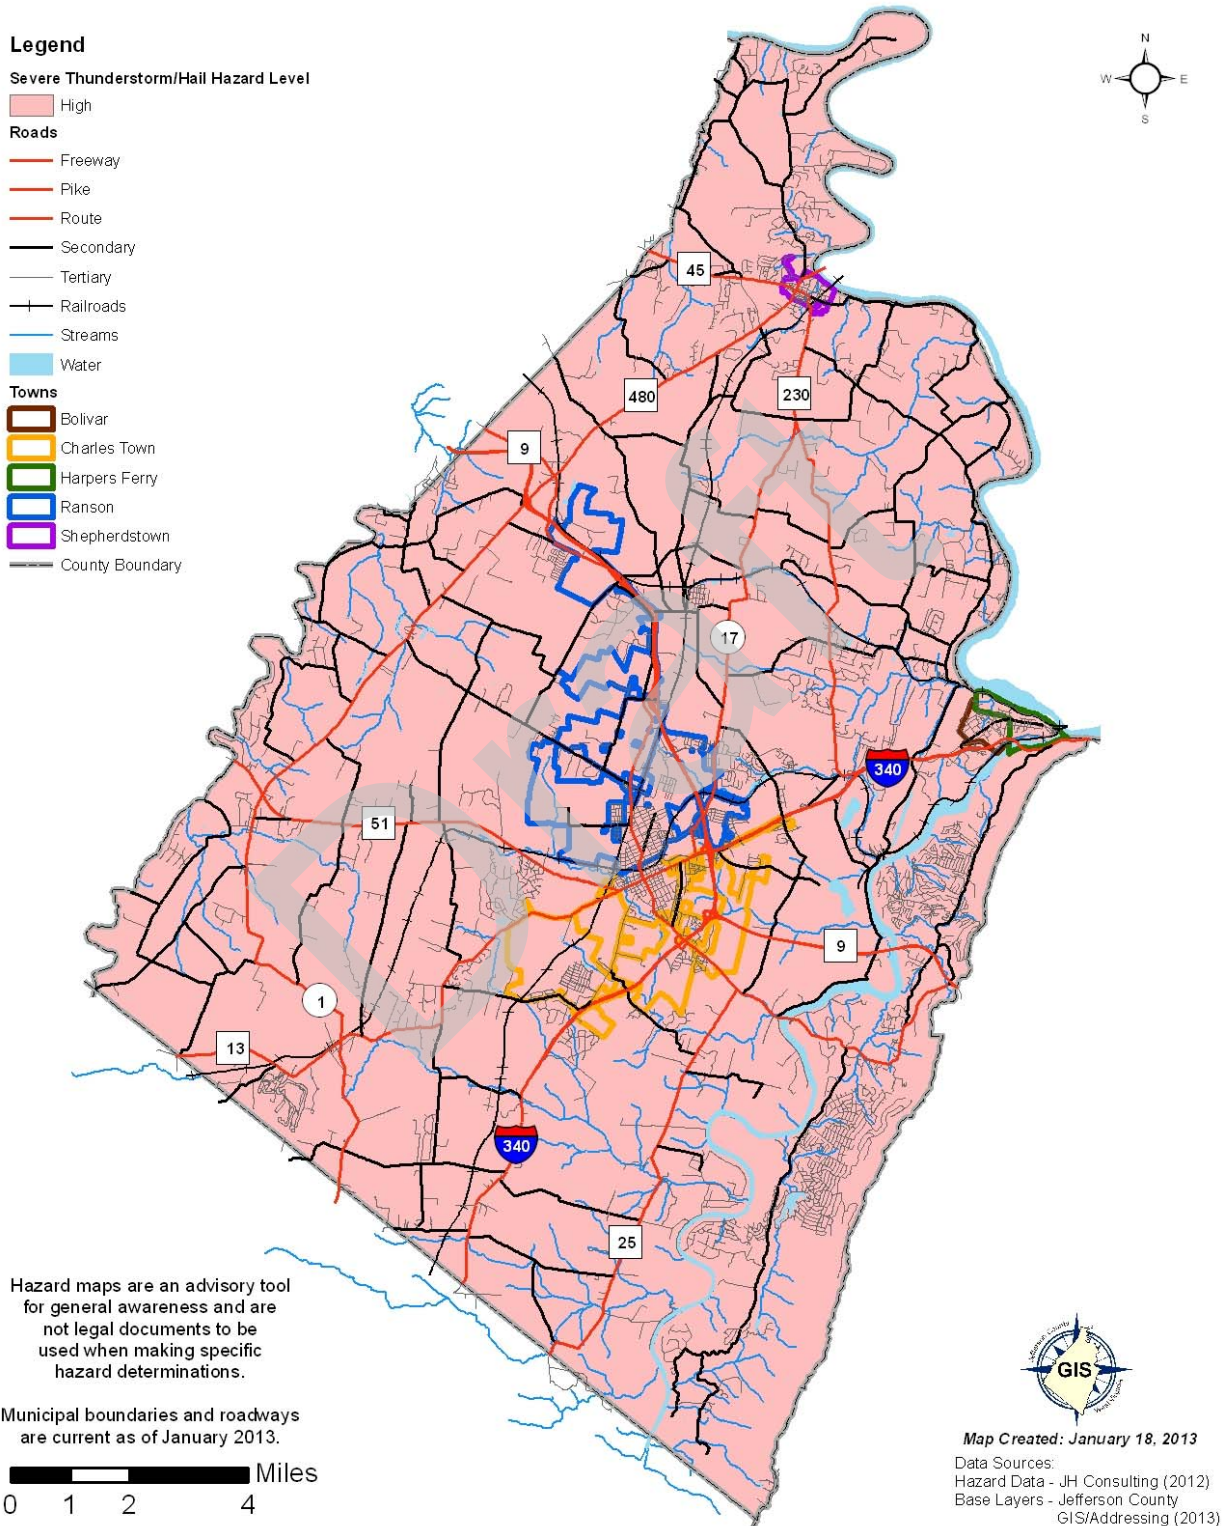 Legend
Severe Thunderstorm/Hail Hazard Level
High
Roads
Freeway
Pike
Route
Secondary
Tertiary
Railroads
Streams
Water
Towns
Bolivar
Charles Town
Harpers Ferry
Ranson
Shepherdstown
County Boundary
N
W E
S
45
480
230
9
17
340
51
9
1
13
340
25
Draft
Hazard maps are an advisory tool
for general awareness and are
not legal documents to be
used when making specific
hazard determinations.
Municipal boundaries and roadways
are current as of January 2013.
Miles
0 1 2 4
Jefferson County
GIS
Map Created: January 18, 2013
Data Sources:
Hazard Data - JH Consulting (2012)
Base Layers - Jefferson County
GIS/Addressing (2013)